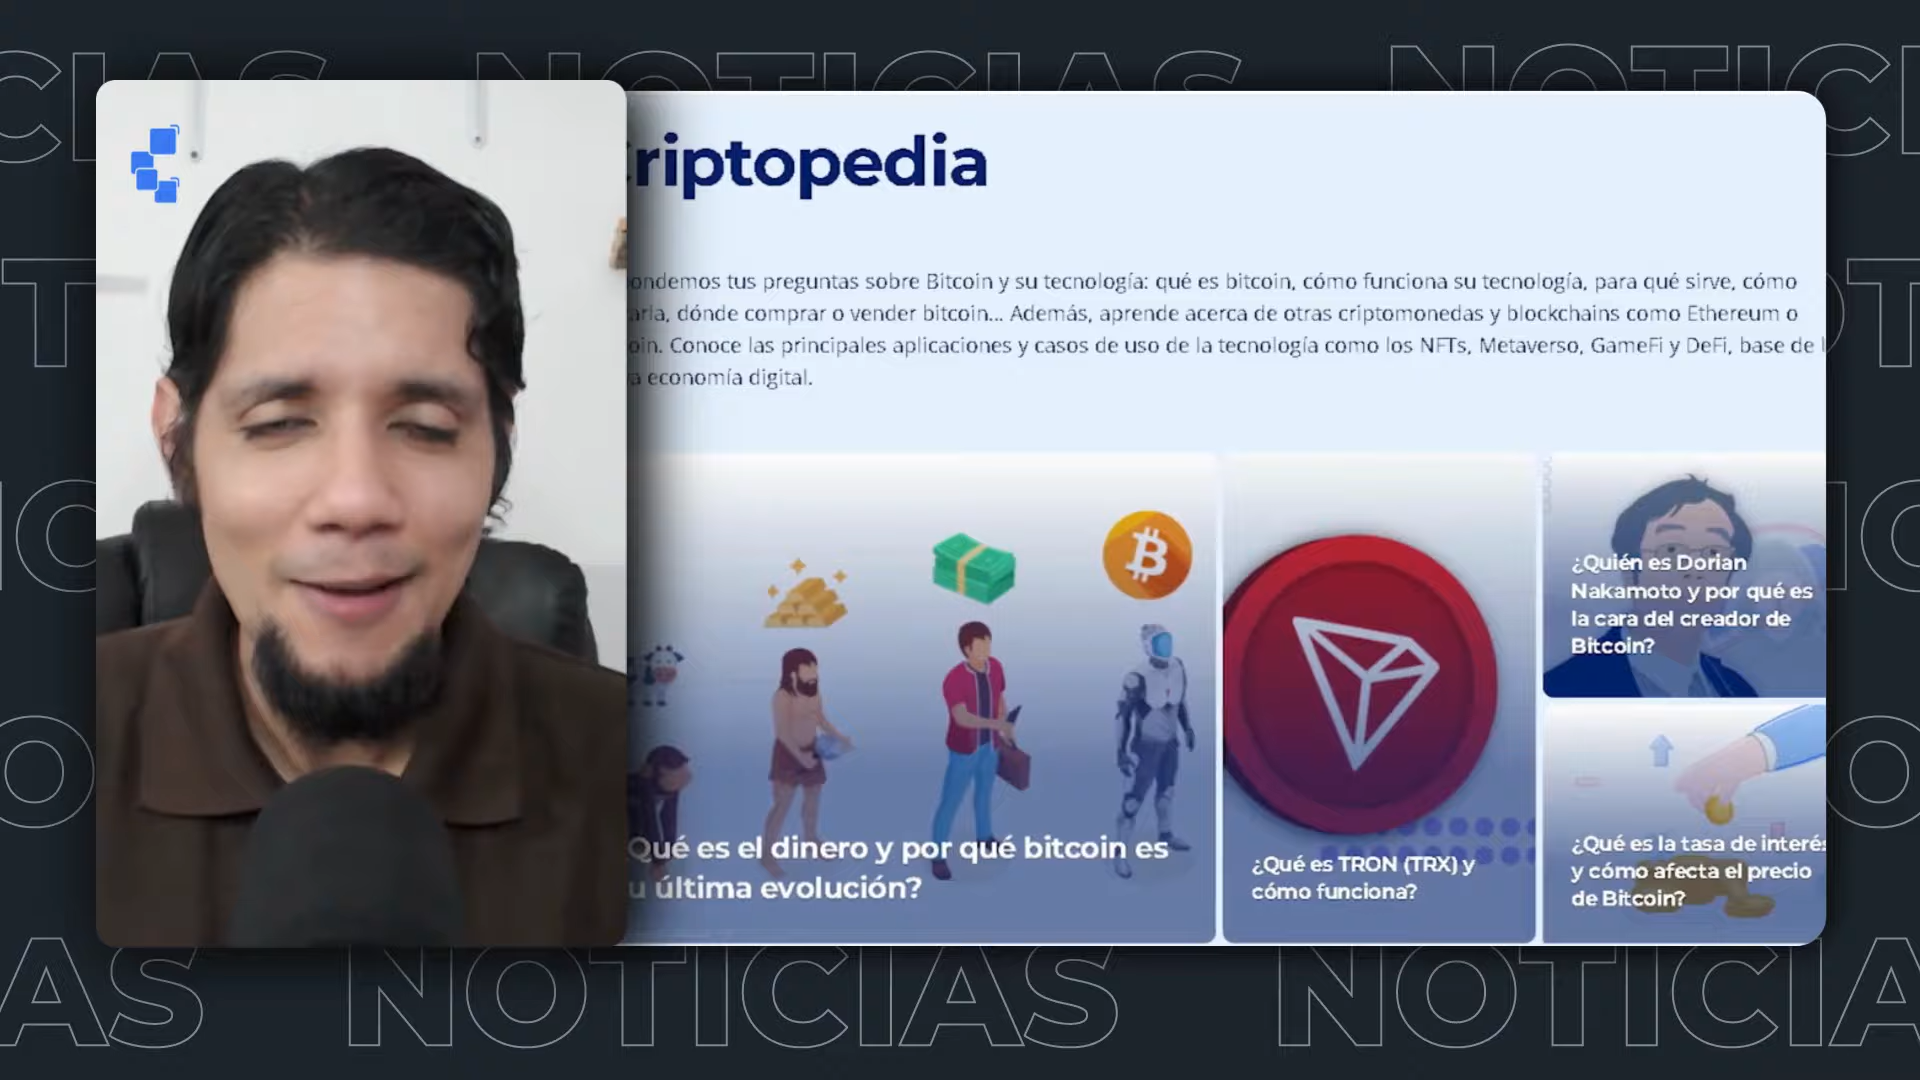 NOTICIAS
NOTICIAS
riptopedia
ondemos tus preguntas sobre Bitcoin y su tecnología: qué es bitcoin, cómo funciona su tecnología, para qué sirve, cómo
arla, dónde comprar o vender bitcoin... Además, aprende acerca de otras criptomonedas y blockchains como Ethereum o
oin. Conoce las principales aplicaciones y casos de uso de la tecnología como los NFTs, Metaverso, GameFi y DeFi, base de l
a economía digital.
Qué es el dinero y por qué bitcoin es
u última evolución?
¿Qué es TRON (TRX) y
cómo funciona?
¿Quién es Dorian
Nakamoto y por qué es
la cara del creador de
Bitcoin?
¿Qué es la tasa de interés
y cómo afecta el precio
de Bitcoin?
AS NOTICIAS NOTICIA